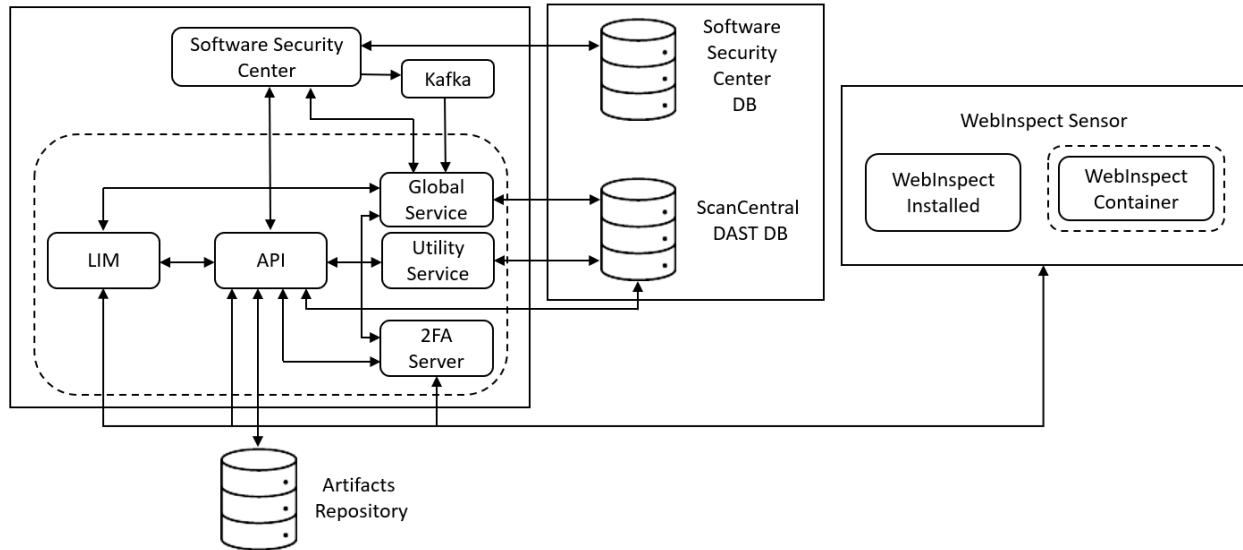 Software Security
Center
Kafka
Software
Security
Center
DB
WebInspect Sensor
WebInspect
Installed
WebInspect
Container
Global
Service
ScanCentral
DAST DB
LIM
API
Utility
Service
2FA
Server
Artifacts
Repository